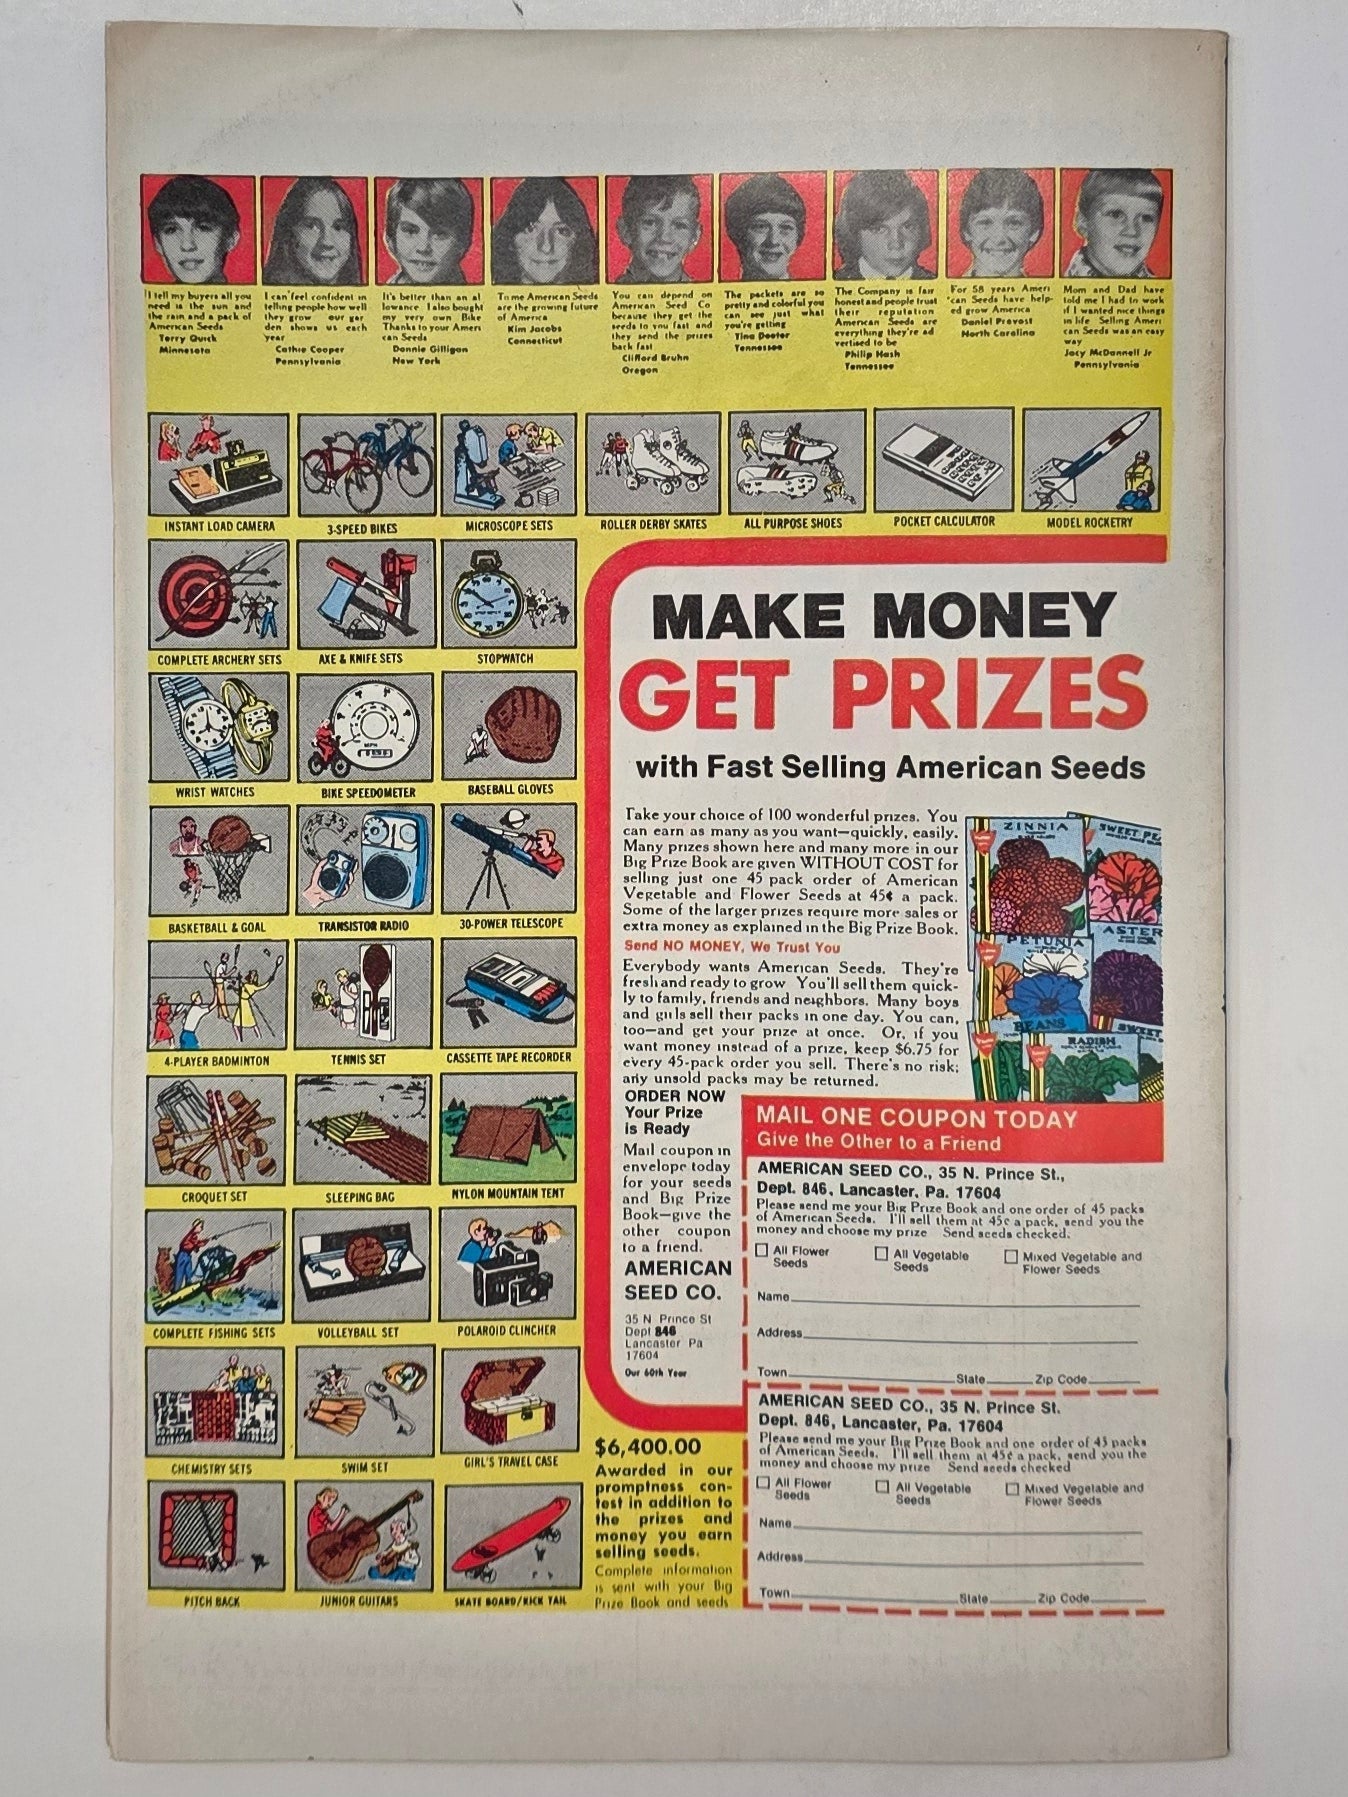 I tell my buyers all you
need is the sun and
the rain and a pack of
American Seeds
Terry Quick
Minnesota
I can feel confident in
telling people how well
they grow our gar
den shows us each
year
Cathie Cooper
Pennsylvania
It's better than an al
lowance I also bought
my very own Bike
Thanks to your Ameri
can Seeds
Donnie Gilligan
New York
To me American Seeds
are the growing future
of America
Kim Jacobs
Connecticut
You can depend on
American Seed Co
because they get the
seeds to you fast and
they send the prizes
back fast
Clifford Bruhn
Oregon
The packets are so
pretty and colorful you
can see just what
you're getting
Tina Deeter
Tennessee
The Company is fair
honest and people trust
their reputation
American Seeds are
everything they're ad
vertised to be
Philip Hash
Tennessee
For 58 years Ameri
can Seeds have help-
ed grow America
Daniel Prevost
North Carolina
Mom and Dad have
told me I had to work
if I wanted nice things
in life Selling Ameri
can Seeds was an easy
way
Jacy McDannell Jr
Pennsylvania
INSTANT LOAD CAMERA
3-SPEED BIKES
MICROSCOPE SETS
ROLLER DERBY SKATES
ALL PURPOSE SHOES
POCKET CALCULATOR
MODEL ROCKETRY
COMPLETE ARCHERY SETS
AXE & KNIFE SETS
STOPWATCH
WRIST WATCHES
MPH
BIKE SPEEDOMETER
BASEBALL GLOVES
BASKETBALL & GOAL
TRANSISTOR RADIO
30-POWER TELESCOPE
4-PLAYER BADMINTON
TENNIS SET
CASSETTE TAPE RECORDER
CROQUET SET
SLEEPING BAG
NYLON MOUNTAIN TENT
COMPLETE FISHING SETS
VOLLEYBALL SET
POLAROID CLINCHER
CHEMISTRY SETS
SWIM SET
GIRL'S TRAVEL CASE
PITCH BACK
JUNIOR GUITARS
SKATE BOARD/KICK TAIL
MAKE MONEY
GET PRIZES
with Fast Selling American Seeds
Take your choice of 100 wonderful prizes. You
can earn as many as you want—quickly, easily.
Many prizes shown here and many more in our
Big Prize Book are given WITHOUT COST for
selling just one 45 pack order of American
Vegetable and Flower Seeds at 45¢ a pack.
Some of the larger prizes require more sales or
extra money as explained in the Big Prize Book.
Send NO MONEY, We Trust You
Everybody wants American Seeds. They're
fresh and ready to grow You'll sell them quick-
ly to family, friends and neighbors. Many boys
and girls sell their packs in one day. You can,
too—and get your prize at once. Or, if you
want money instead of a prize, keep $6.75 for
every 45-pack order you sell. There's no risk;
any unsold packs may be returned.
ZINNIA
SWEET PE
PETUNIA
ASTER
BEANS
RADISH
SWEET
ORDER NOW
Your Prize
is Ready
Mail coupon in
envelope today
for your seeds
and Big Prize
Book—give the
other coupon
to a friend.
AMERICAN
SEED CO.
35 N Prince St
Dept 846
Lancaster Pa
17604
Our 60th Year
$6,400.00
Awarded in our
promptness con-
test in addition to
the prizes and
money you earn
selling seeds.
Complete information
is sent with your Big
Prize Book and seeds
MAIL ONE COUPON TODAY
Give the Other to a Friend
AMERICAN SEED CO., 35 N. Prince St.,
Dept. 846, Lancaster, Pa. 17604
Please send me your Big Prize Book and one order of 45 packs
of American Seeds. I'll sell them at 45¢ a pack, send you the
money and choose my prize Send seeds checked.
All Flower
Seeds
All Vegetable
Seeds
Mixed Vegetable and
Flower Seeds
Name
Address
Town State Zip Code
AMERICAN SEED CO., 35 N. Prince St.
Dept. 846, Lancaster, Pa. 17604
Please send me your Big Prize Book and one order of 45 packs
of American Seeds. I'll sell them at 45¢ a pack, send you the
money and choose my prize Send seeds checked
All Flower
Seeds
All Vegetable
Seeds
Mixed Vegetable and
Flower Seeds
Name
Address
Town State Zip Code